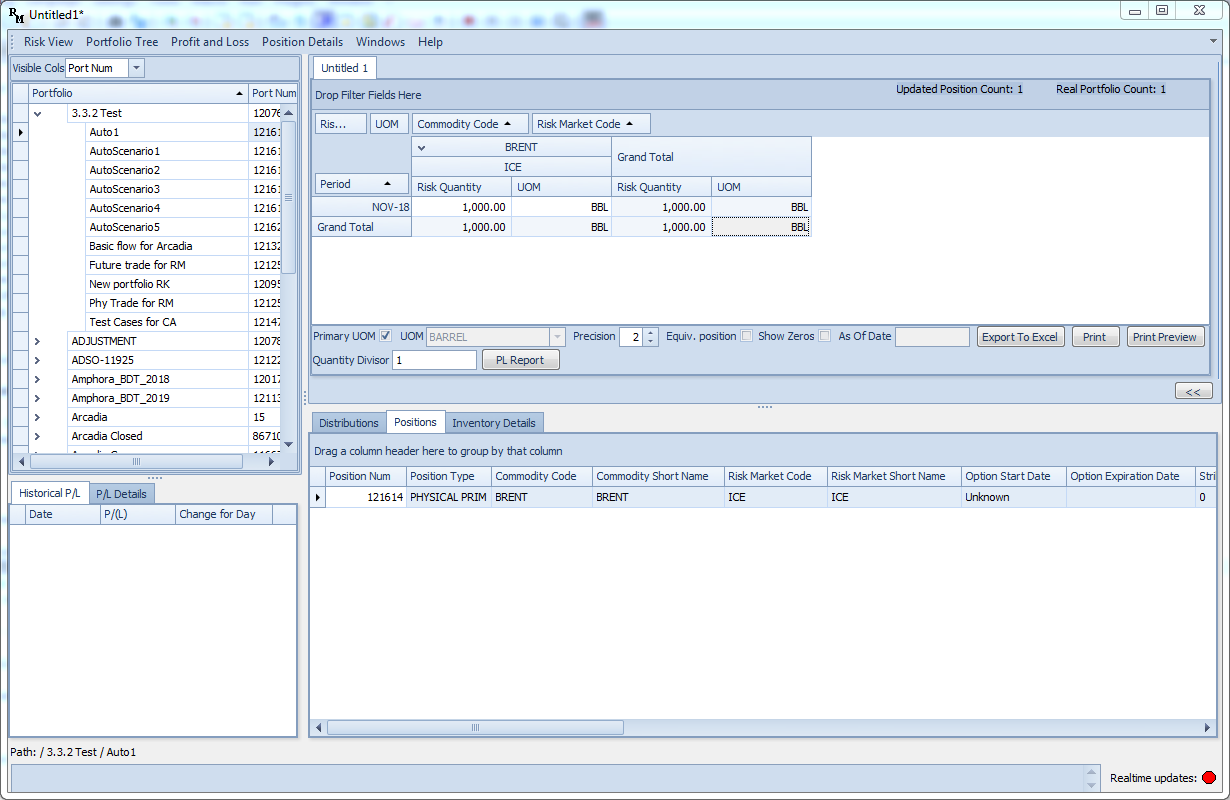 RM Untitled1*
Risk View Portfolio Tree Profit and Loss Position Details Windows Help
Visible Cols Port Num
Portfolio Port Num
3.3.2 Test 12076
Auto1 12161
AutoScenario1 12161
AutoScenario2 12161
AutoScenario3 12161
AutoScenario4 12161
AutoScenario5 12162
Basic flow for Arcadia 12132
Future trade for RM 12125
New portfolio RK 12095
Phy Trade for RM 12125
Test Cases for CA 12147
ADJUSTMENT 12078
ADSO-11925 12122
Amphora_BDT_2018 12017
Amphora_BDT_2019 12113
Arcadia 15
Arcadia Closed 86710
Untitled 1
Drop Filter Fields Here Updated Position Count: 1 Real Portfolio Count: 1
Ris... UOM Commodity Code Risk Market Code
BRENT Grand Total
ICE
Period Risk Quantity UOM Risk Quantity UOM
NOV-18 1,000.00 BBL 1,000.00 BBL
Grand Total 1,000.00 BBL 1,000.00 BBL
Primary UOM UOM BARREL Precision 2 Equiv. position Show Zeros As Of Date Export To Excel Print Print Preview
Quantity Divisor 1 PL Report
<<
Distributions Positions Inventory Details
Drag a column header here to group by that column
Position Num Position Type Commodity Code Commodity Short Name Risk Market Code Risk Market Short Name Option Start Date Option Expiration Date Stri
121614 PHYSICAL PRIM BRENT BRENT ICE ICE Unknown 0
Historical P/L P/L Details
Date P/(L) Change for Day
Path: / 3.3.2 Test / Auto1
Realtime updates: